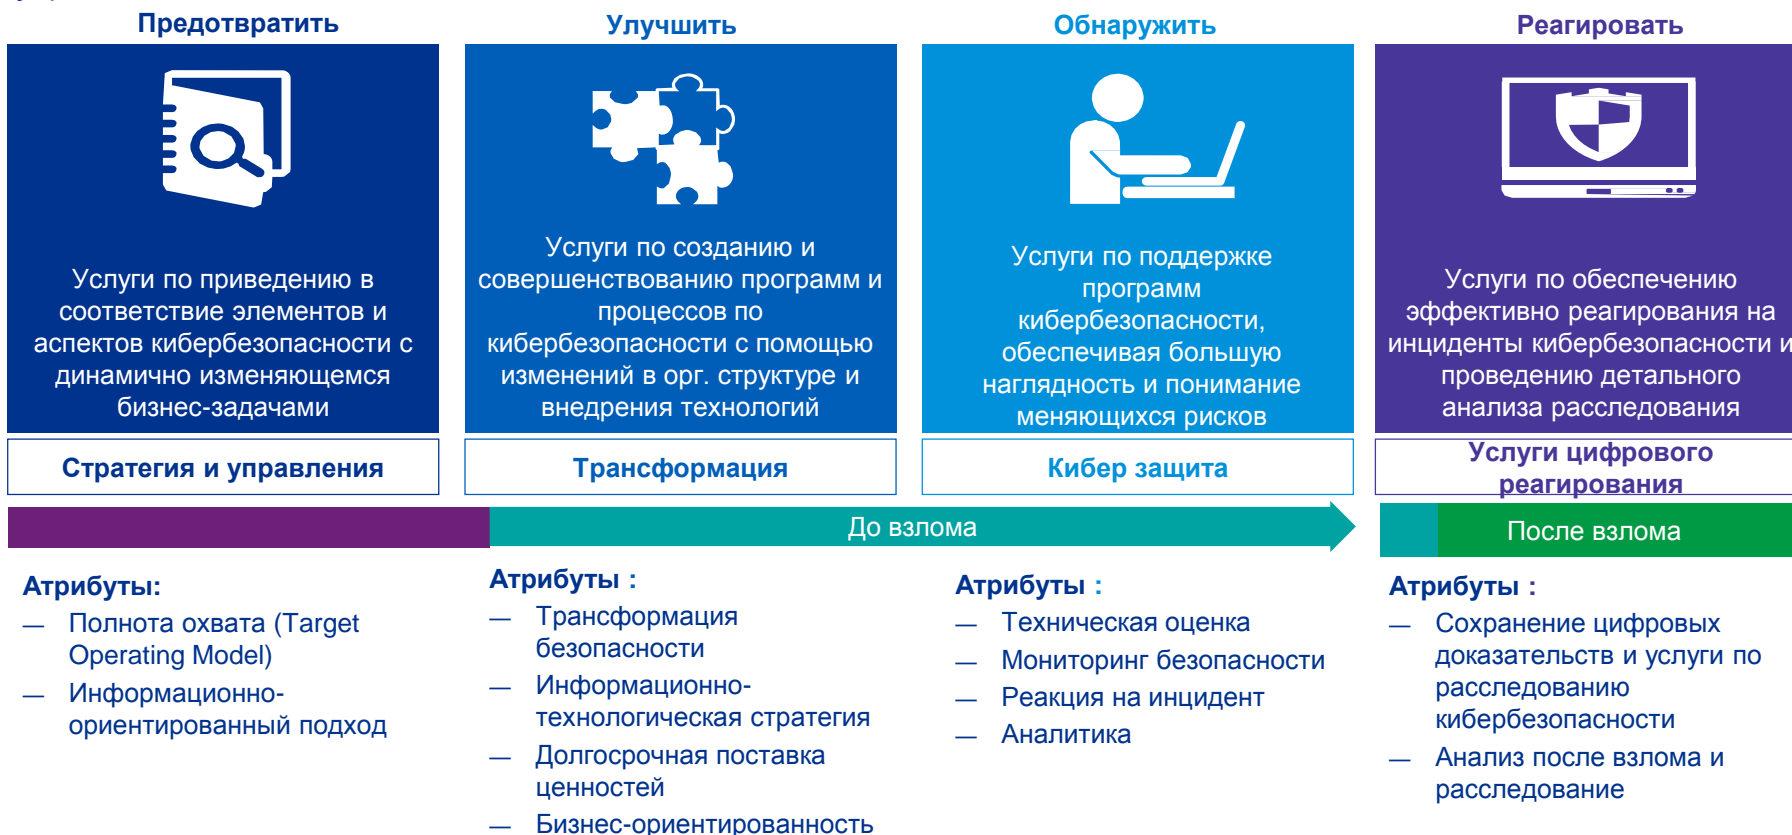 Предотвратить
Улучшить
Обнаружить
Реагировать
Услуги по приведению в
соответствие элементов и
аспектов кибербезопасности с
динамично изменяющемся
бизнес-задачами
Услуги по созданию и
совершенствованию программ и
процессов по
кибербезопасности с помощью
изменений в орг. структуре и
внедрения технологий
Услуги по поддержке
программ
кибербезопасности,
обеспечивая большую
наглядность и понимание
меняющихся рисков
Услуги по обеспечению
эффективно реагирования на
инциденты кибербезопасности и
проведению детального
анализа расследования
Стратегия и управления
Трансформация
Кибер защита
Услуги цифрового
реагирования
До взлома
После взлома
Атрибуты:
— Полнота охвата (Target
Operating Model)
— Информационно-
ориентированный подход
Атрибуты :
— Трансформация
безопасности
— Информационно-
технологическая стратегия
— Долгосрочная поставка
ценностей
— Бизнес-ориентированность
Атрибуты :
— Техническая оценка
— Мониторинг безопасности
— Реакция на инцидент
— Аналитика
Атрибуты :
— Сохранение цифровых
доказательств и услуги по
расследованию
кибербезопасности
— Анализ после взлома и
расследование